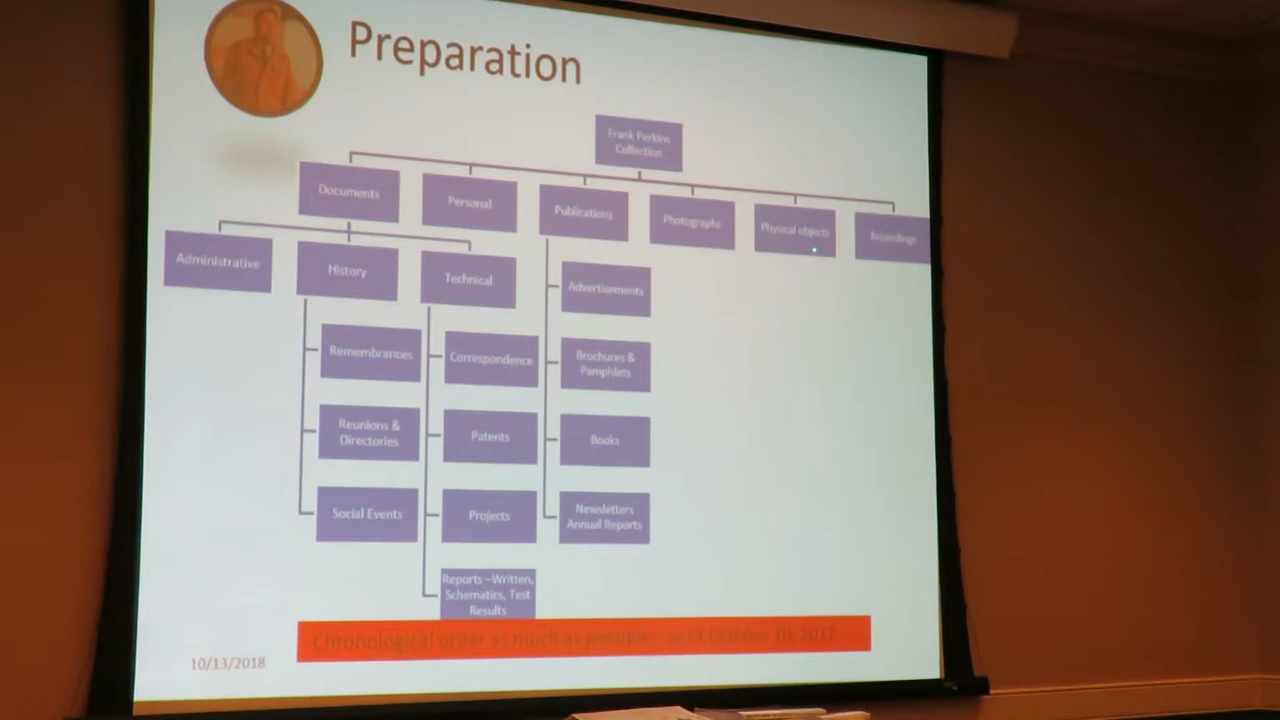 Preparation
Frank Perkins
Collection
Documents
Personal
Publications
Photographs
Physical objects
Recordings
Administrative
History
Technical
Advertisements
Remembrances
Correspondence
Brochures &
Pamphlets
Reunions &
Directories
Patents
Books
Social Events
Projects
Newsletters
Annual Reports
Reports –Written,
Schematics, Test
Results
Chronological order as much as possible – as of October 10, 2017
10/13/2018